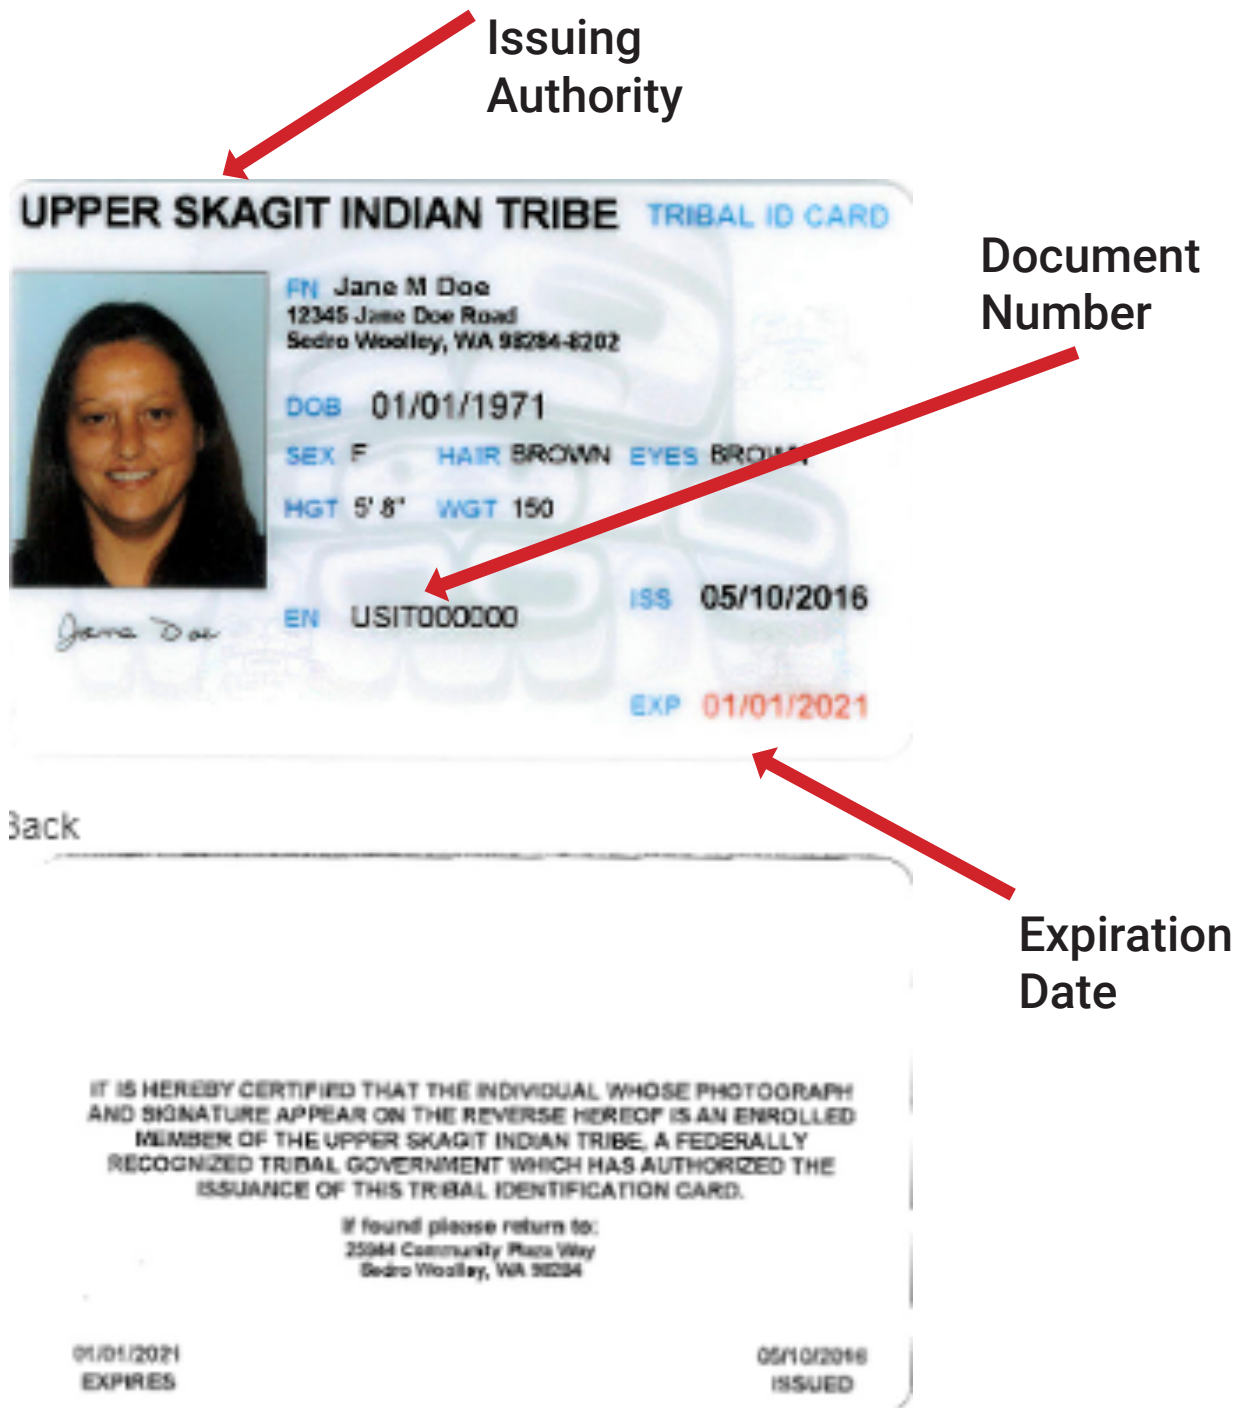 Issuing
Authority
UPPER SKAGIT INDIAN TRIBE TRIBAL ID CARD
Document
Number
FN Jane M Doe
12345 Jane Doe Road
Sedro Woolley, WA 98284-8202
DOB 01/01/1971
SEX F HAIR BROWN EYES BROWN
HGT 5' 8" WGT 150
ISS 05/10/2016
EN USIT000000
Jane Doe
EXP 01/01/2021
Back
Expiration
Date
IT IS HEREBY CERTIFIED THAT THE INDIVIDUAL WHOSE PHOTOGRAPH
AND SIGNATURE APPEAR ON THE REVERSE HEREOF IS AN ENROLLED
MEMBER OF THE UPPER SKAGIT INDIAN TRIBE, A FEDERALLY
RECOGNIZED TRIBAL GOVERNMENT WHICH HAS AUTHORIZED THE
ISSUANCE OF THIS TRIBAL IDENTIFICATION CARD.
If found please return to:
25944 Community Plaza Way
Sedro Woolley, WA 98284
01/01/2021 05/10/2016
EXPIRES ISSUED